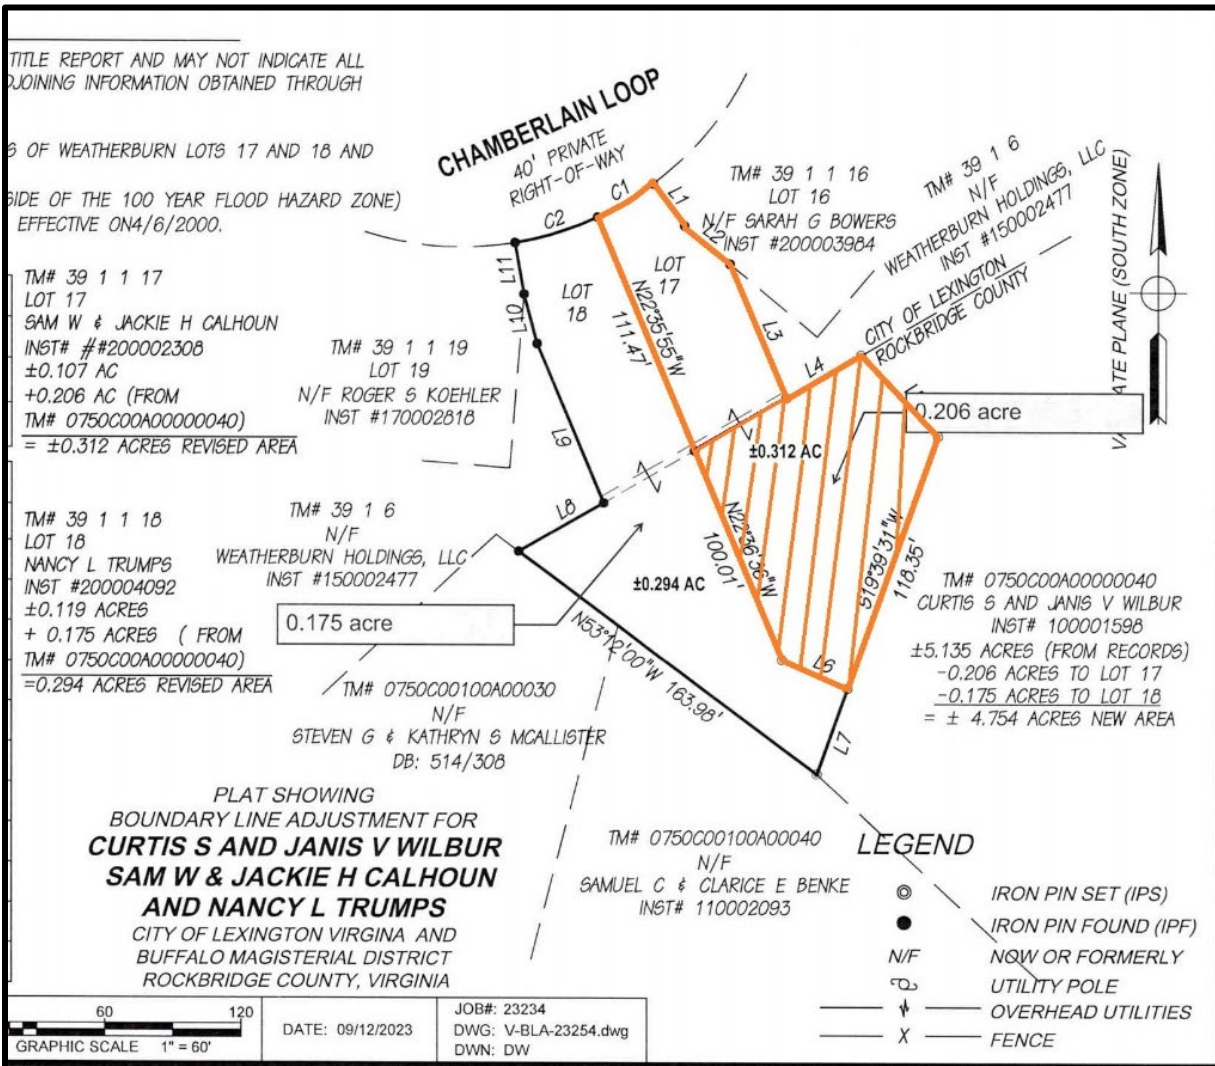 TITLE REPORT AND MAY NOT INDICATE ALL
DJOINING INFORMATION OBTAINED THROUGH
S OF WEATHERBURN LOTS 17 AND 18 AND
SIDE OF THE 100 YEAR FLOOD HAZARD ZONE)
EFFECTIVE ON4/6/2000.
CHAMBERLAIN LOOP
40' PRIVATE
RIGHT-OF-WAY
C1
C2
L1
L2
L3
L4
L6
L7
L8
L9
L10
L11
TM# 39 1 1 16
LOT 16
N/F SARAH G BOWERS
INST #200003984
TM# 39 1 6
N/F
WEATHERBURN HOLDINGS, LLC
INST #150002477
CITY OF LEXINGTON
ROCKBRIDGE COUNTY
ATE PLANE (SOUTH ZONE)
LOT
17
LOT
18
N22°35'55"W
111.47'
TM# 39 1 1 17
LOT 17
SAM W & JACKIE H CALHOUN
INST# ##200002308
±0.107 AC
+0.206 AC (FROM
TM# 0750C00A00000040)
= ±0.312 ACRES REVISED AREA
TM# 39 1 1 19
LOT 19
N/F ROGER S KOEHLER
INST #170002818
0.206 acre
±0.312 AC
TM# 39 1 1 18
LOT 18
NANCY L TRUMPS
INST #200004092
±0.119 ACRES
+ 0.175 ACRES ( FROM
TM# 0750C00A00000040)
=0.294 ACRES REVISED AREA
TM# 39 1 6
N/F
WEATHERBURN HOLDINGS, LLC
INST #150002477
0.175 acre
±0.294 AC
N22°36'36"W
100.01'
S19°39'31"W
118.35'
N53°12'00"W 163.98'
TM# 0750C00A00000040
CURTIS S AND JANIS V WILBUR
INST# 100001598
±5.135 ACRES (FROM RECORDS)
-0.206 ACRES TO LOT 17
-0.175 ACRES TO LOT 18
= ± 4.754 ACRES NEW AREA
TM# 0750C00100A00030
N/F
STEVEN G & KATHRYN S MCALLISTER
DB: 514/308
PLAT SHOWING
BOUNDARY LINE ADJUSTMENT FOR
CURTIS S AND JANIS V WILBUR
SAM W & JACKIE H CALHOUN
AND NANCY L TRUMPS
CITY OF LEXINGTON VIRGINA AND
BUFFALO MAGISTERIAL DISTRICT
ROCKBRIDGE COUNTY, VIRGINIA
TM# 0750C00100A00040
N/F
SAMUEL C & CLARICE E BENKE
INST# 110002093
LEGEND
IRON PIN SET (IPS)
IRON PIN FOUND (IPF)
N/F NOW OR FORMERLY
UTILITY POLE
OVERHEAD UTILITIES
X FENCE
60 120
GRAPHIC SCALE 1" = 60'
DATE: 09/12/2023
JOB#: 23234
DWG: V-BLA-23254.dwg
DWN: DW